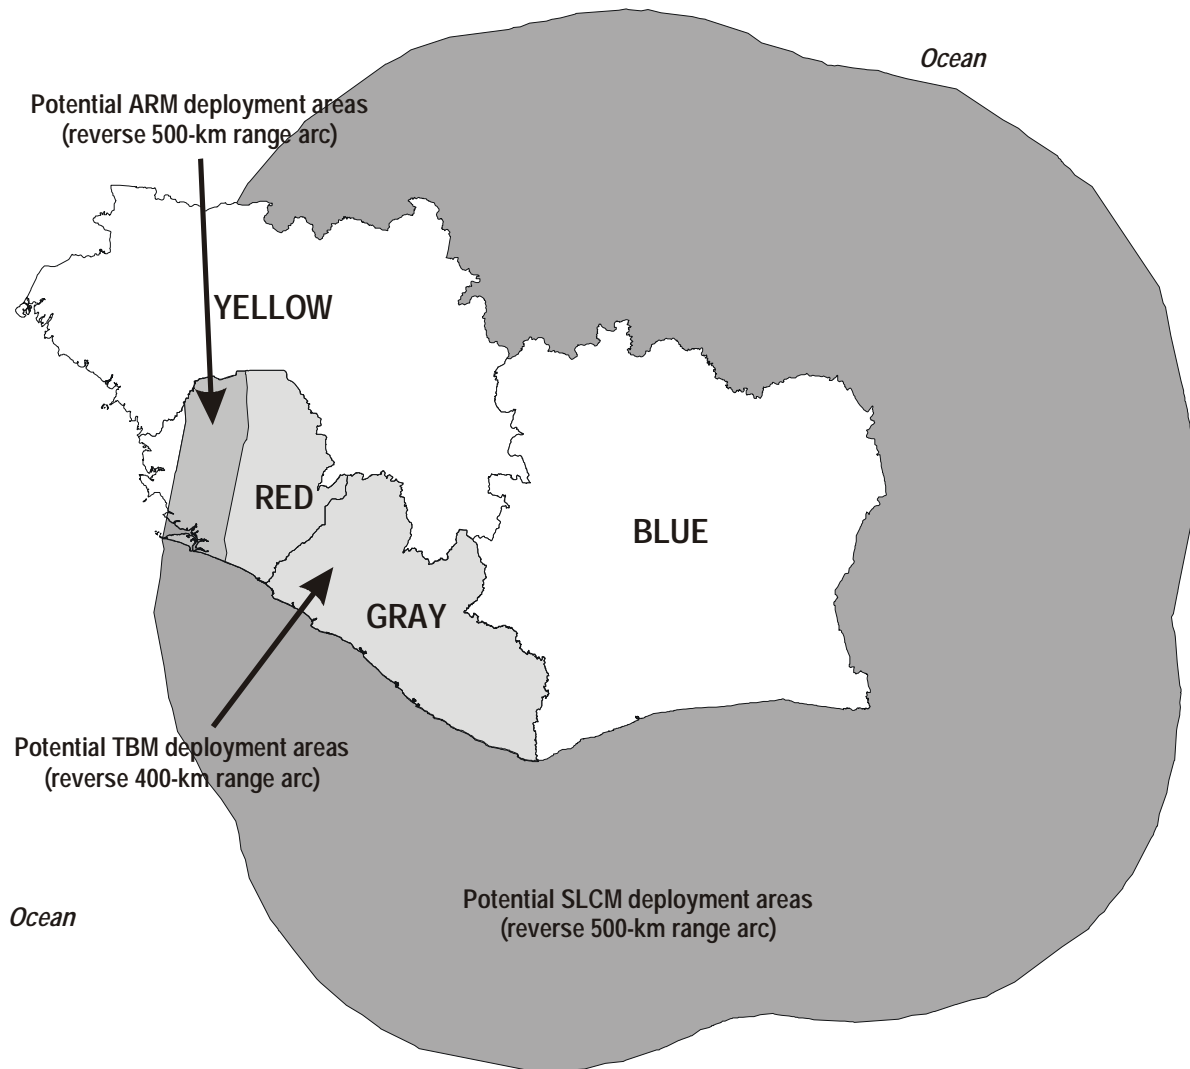 Ocean
Potential ARM deployment areas
(reverse 500-km range arc)
YELLOW
RED
BLUE
GRAY
Potential TBM deployment areas
(reverse 400-km range arc)
Potential SLCM deployment areas
(reverse 500-km range arc)
Ocean